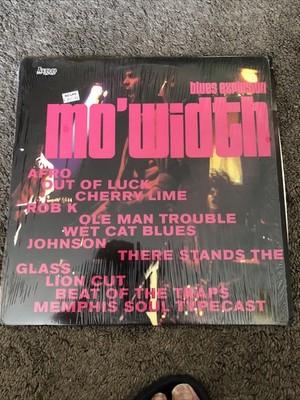 blues explosion
mo'width
AFRO
OUT OF LUCK
CHERRY LIME
ROB K
OLE MAN TROUBLE
WET CAT BLUES
JOHNSON
THERE STANDS THE
GLASS
LION CUT
BEAT OF THE TRAPS
MEMPHIS SOUL TYPECAST